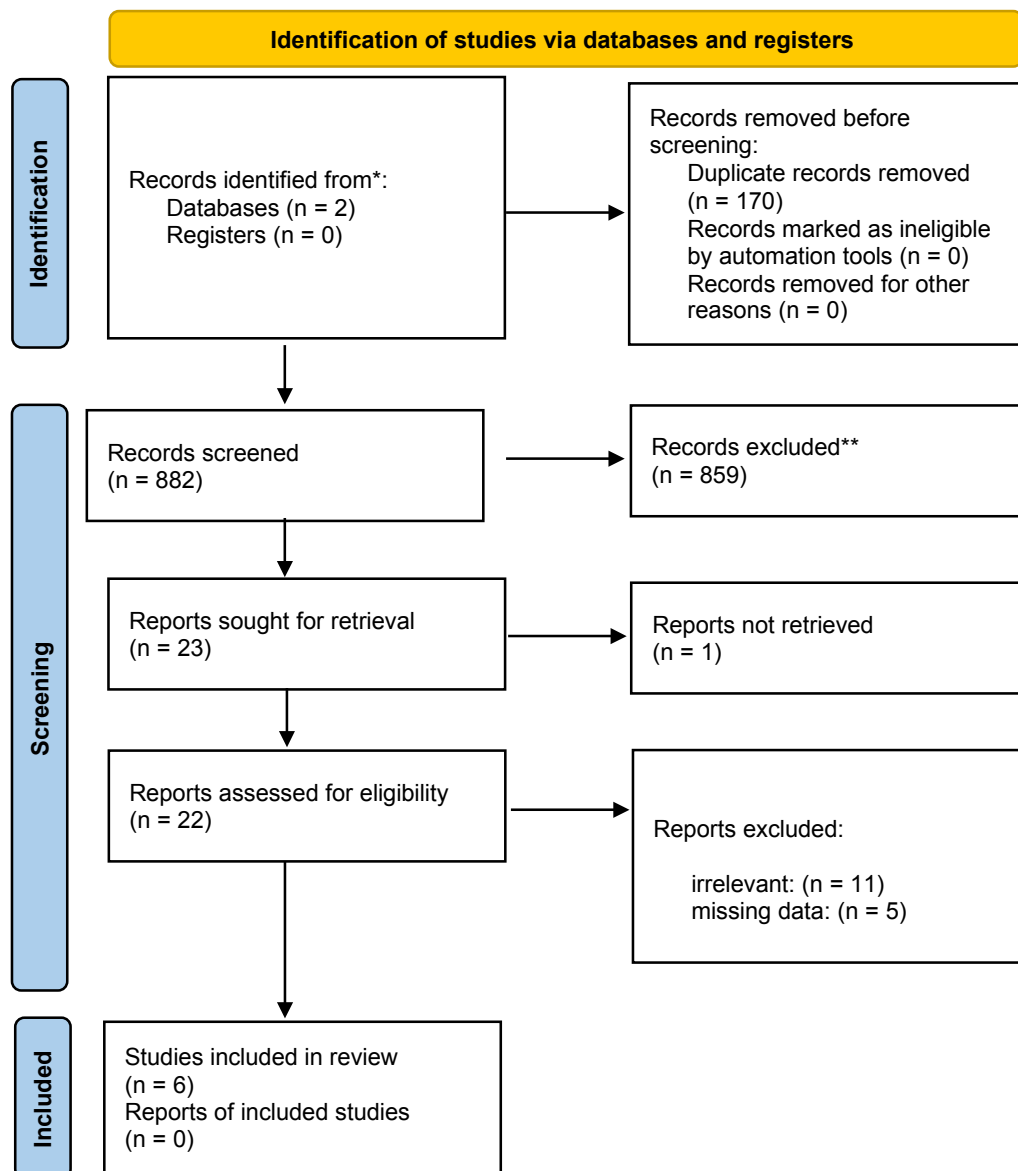 Identification of studies via databases and registers
Identification
Records identified from*:
Databases (n = 2)
Registers (n = 0)
Records removed before
screening:
Duplicate records removed
(n = 170)
Records marked as ineligible
by automation tools (n = 0)
Records removed for other
reasons (n = 0)
Screening
Records screened
(n = 882)
Records excluded**
(n = 859)
Reports sought for retrieval
(n = 23)
Reports not retrieved
(n = 1)
Reports assessed for eligibility
(n = 22)
Reports excluded:
irrelevant: (n = 11)
missing data: (n = 5)
Included
Studies included in review
(n = 6)
Reports of included studies
(n = 0)